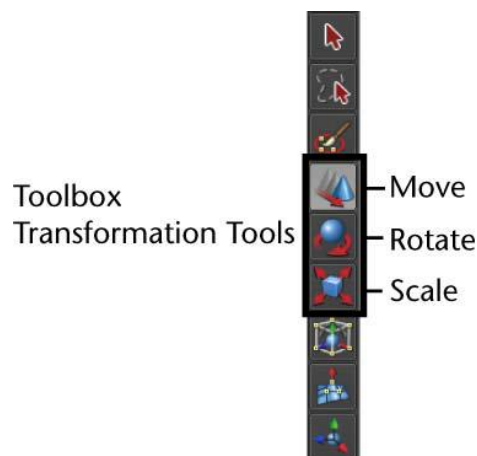 Toolbox
Transformation Tools
Move
Rotate
Scale